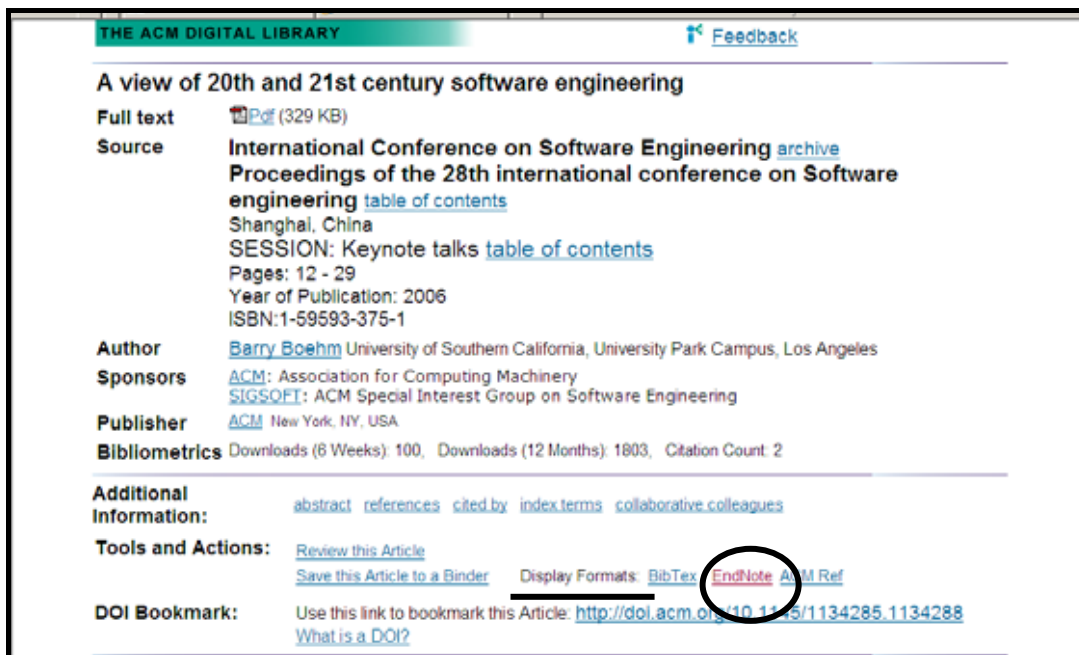 THE ACM DIGITAL LIBRARY
Feedback
A view of 20th and 21st century software engineering
Full text Pdf (329 KB)
Source International Conference on Software Engineering archive
Proceedings of the 28th international conference on Software
engineering table of contents
Shanghai, China
SESSION: Keynote talks table of contents
Pages: 12 - 29
Year of Publication: 2006
ISBN:1-59593-375-1
Author Barry Boehm University of Southern California, University Park Campus, Los Angeles
Sponsors ACM: Association for Computing Machinery
SIGSOFT: ACM Special Interest Group on Software Engineering
Publisher ACM New York, NY, USA
Bibliometrics Downloads (6 Weeks): 100, Downloads (12 Months): 1803, Citation Count: 2
Additional
Information: abstract references cited by index terms collaborative colleagues
Tools and Actions: Review this Article
Save this Article to a Binder Display Formats: BibTex EndNote ACM Ref
DOI Bookmark: Use this link to bookmark this Article: http://doi.acm.org/10.1145/1134285.1134288
What is a DOI?